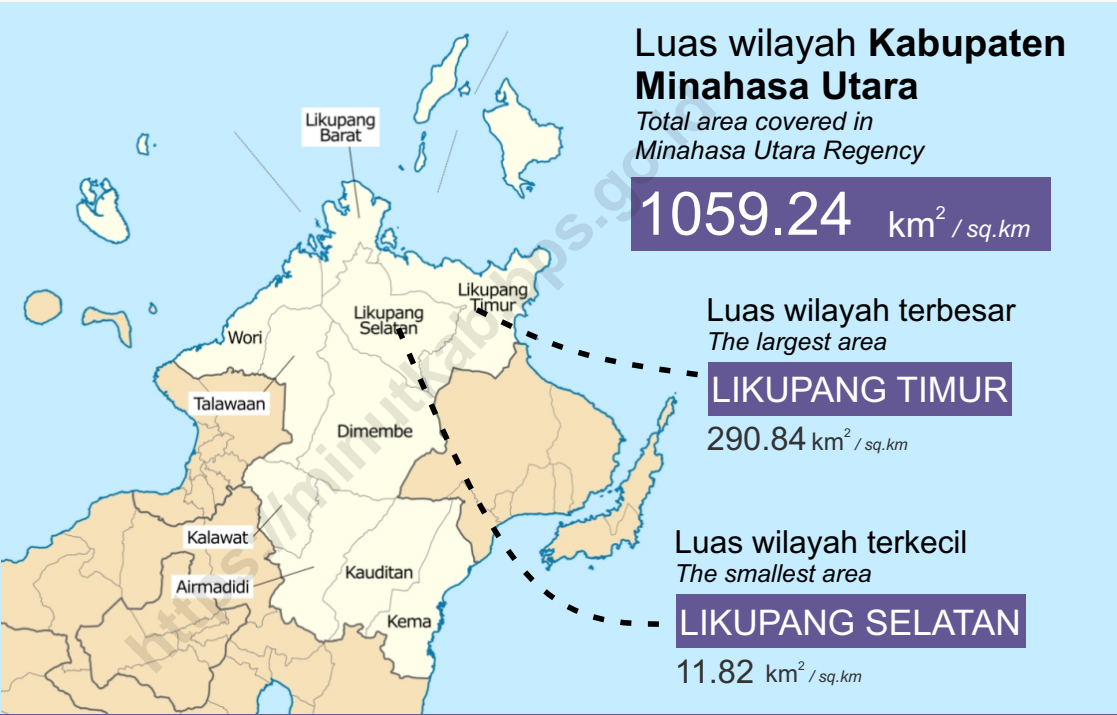 Luas wilayah Kabupaten
Minahasa Utara
Total area covered in
Minahasa Utara Regency
1059.24 km² / sq.km
Luas wilayah terbesar
The largest area
LIKUPANG TIMUR
290.84 km² / sq.km
Luas wilayah terkecil
The smallest area
LIKUPANG SELATAN
11.82 km² / sq.km
Likupang
Barat
Likupang
Timur
Likupang
Selatan
Wori
Talawaan
Dimembe
Kalawat
Airmadidi
Kauditan
Kema
https://minutkab.bps.go.id